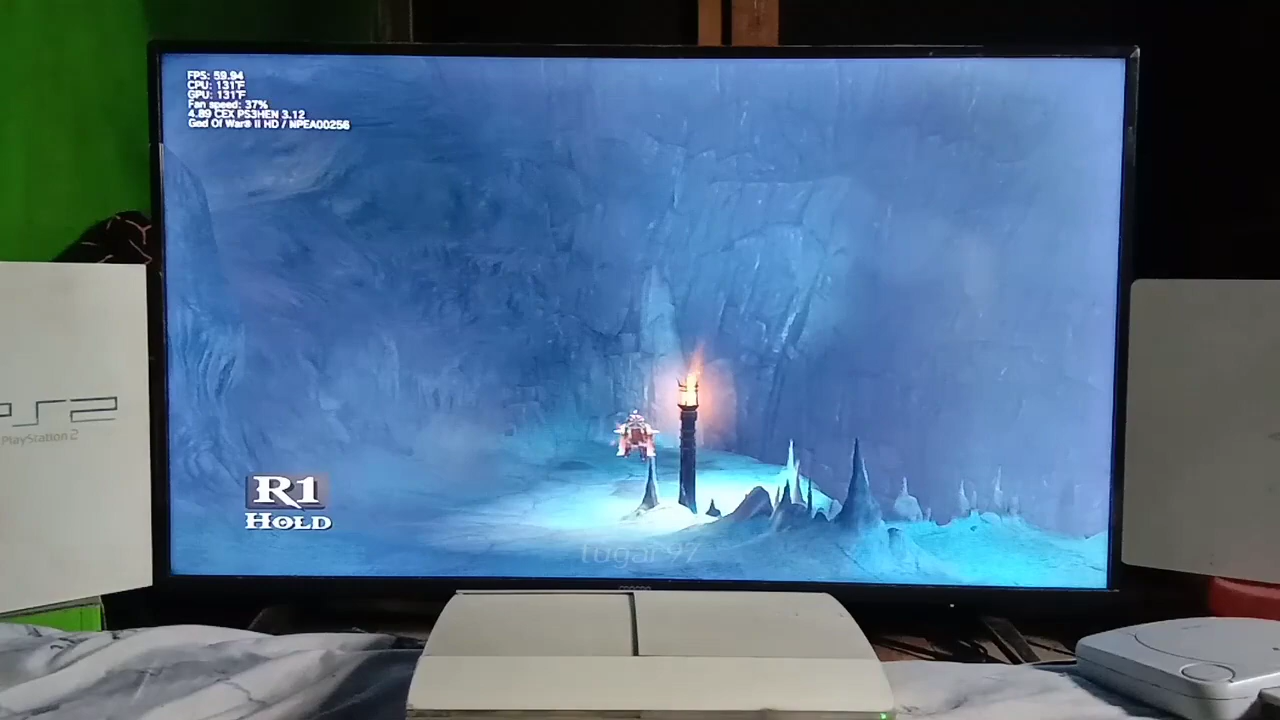 FPS: 59.94
CPU: 131°F
GPU: 131°F
Fan speed: 37%
4.89 CEX PS3HEN 3.12
God Of War® II HD / NPEA00256
PS2
PlayStation 2
R1
HOLD
tugar97